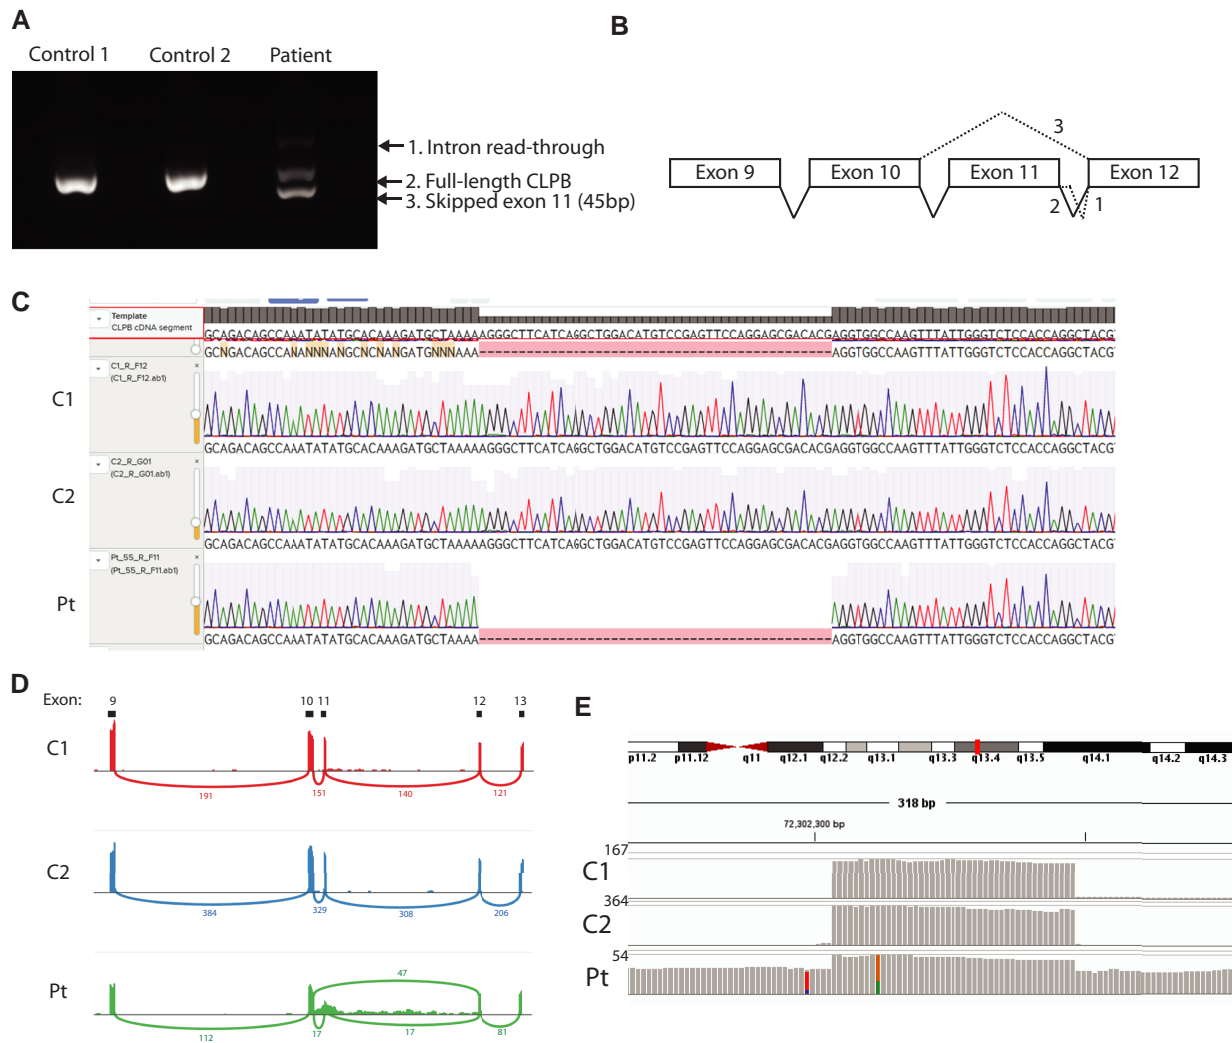 A
Control 1 Control 2 Patient
1. Intron read-through
2. Full-length CLPB
3. Skipped exon 11 (45bp)
B
3
Exon 9 Exon 10 Exon 11 Exon 12
2 1
C
Template
CLPB cDNA segment
GCAGACAGCCAAATATATGCACAAAGATGCTAAAAAGGGCTTCATCAGGCTGGACATGTCCGAGTTCCAGGAGCGACACGAGGTGGCCAAGTTTATTGGGTCTCCACCAGGCTACG
GCNGACAGCCANANNNANGCNCNANGATGNNNAAA---------------------------------------------AGGTGGCCAAGTTTATTGGGTCTCCACCAGGCTACG
C1
C1_R_F12
(C1_R_F12.ab1)
GCAGACAGCCAAATATATGCACAAAGATGCTAAAAAGGGCTTCATCAGGCTGGACATGTCCGAGTTCCAGGAGCGACACGAGGTGGCCAAGTTTATTGGGTCTCCACCAGGCTACG
C2
C2_R_G01
(C2_R_G01.ab1)
GCAGACAGCCAAATATATGCACAAAGATGCTAAAAAGGGCTTCATCAGGCTGGACATGTCCGAGTTCCAGGAGCGACACGAGGTGGCCAAGTTTATTGGGTCTCCACCAGGCTACG
Pt
Pt_55_R_F11
(Pt_55_R_F11.ab1)
GCAGACAGCCAAATATATGCACAAAGATGCTAAAA---------------------------------------------AGGTGGCCAAGTTTATTGGGTCTCCACCAGGCTACG
D
Exon: 9 10 11 12 13
C1
191 151 140 121
C2
384 329 308 206
Pt
47
112 17 17 81
E
p11.2 p11.12 q11 q12.1 q12.2 q13.1 q13.3 q13.4 q13.5 q14.1 q14.2 q14.3
318 bp
72,302,300 bp
167
C1
364
C2
54
Pt